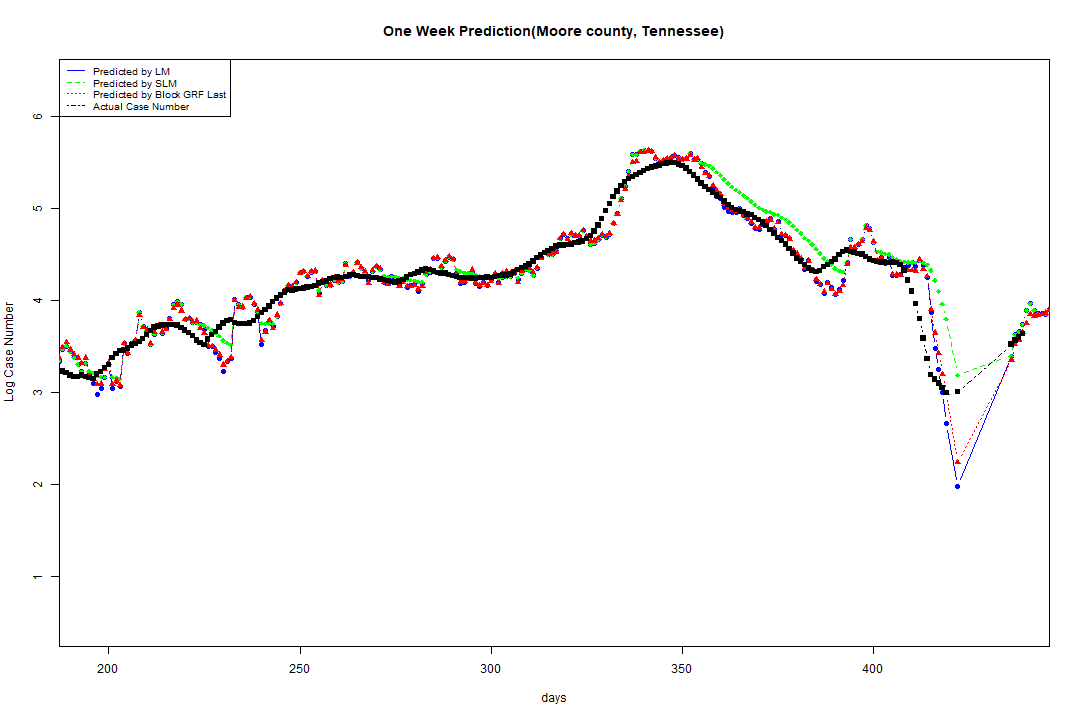 One Week Prediction(Moore county, Tennessee)
Predicted by LM
Predicted by SLM
Predicted by Block GRF Last
Actual Case Number
6
5
4
3
2
1
Log Case Number
200 250 300 350 400
days